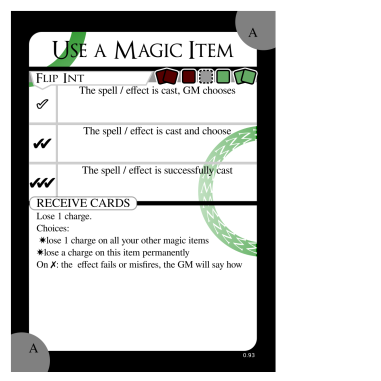 A
USE A MAGIC ITEM
FLIP INT
✓ The spell / effect is cast, GM chooses
✓✓ The spell / effect is cast and choose
✓✓✓ The spell / effect is successfully cast
RECEIVE CARDS
Lose 1 charge.
Choices:
✷lose 1 charge on all your other magic items
✷lose a charge on this item permanently
On ✗: the effect fails or misfires, the GM will say how
A
0.93